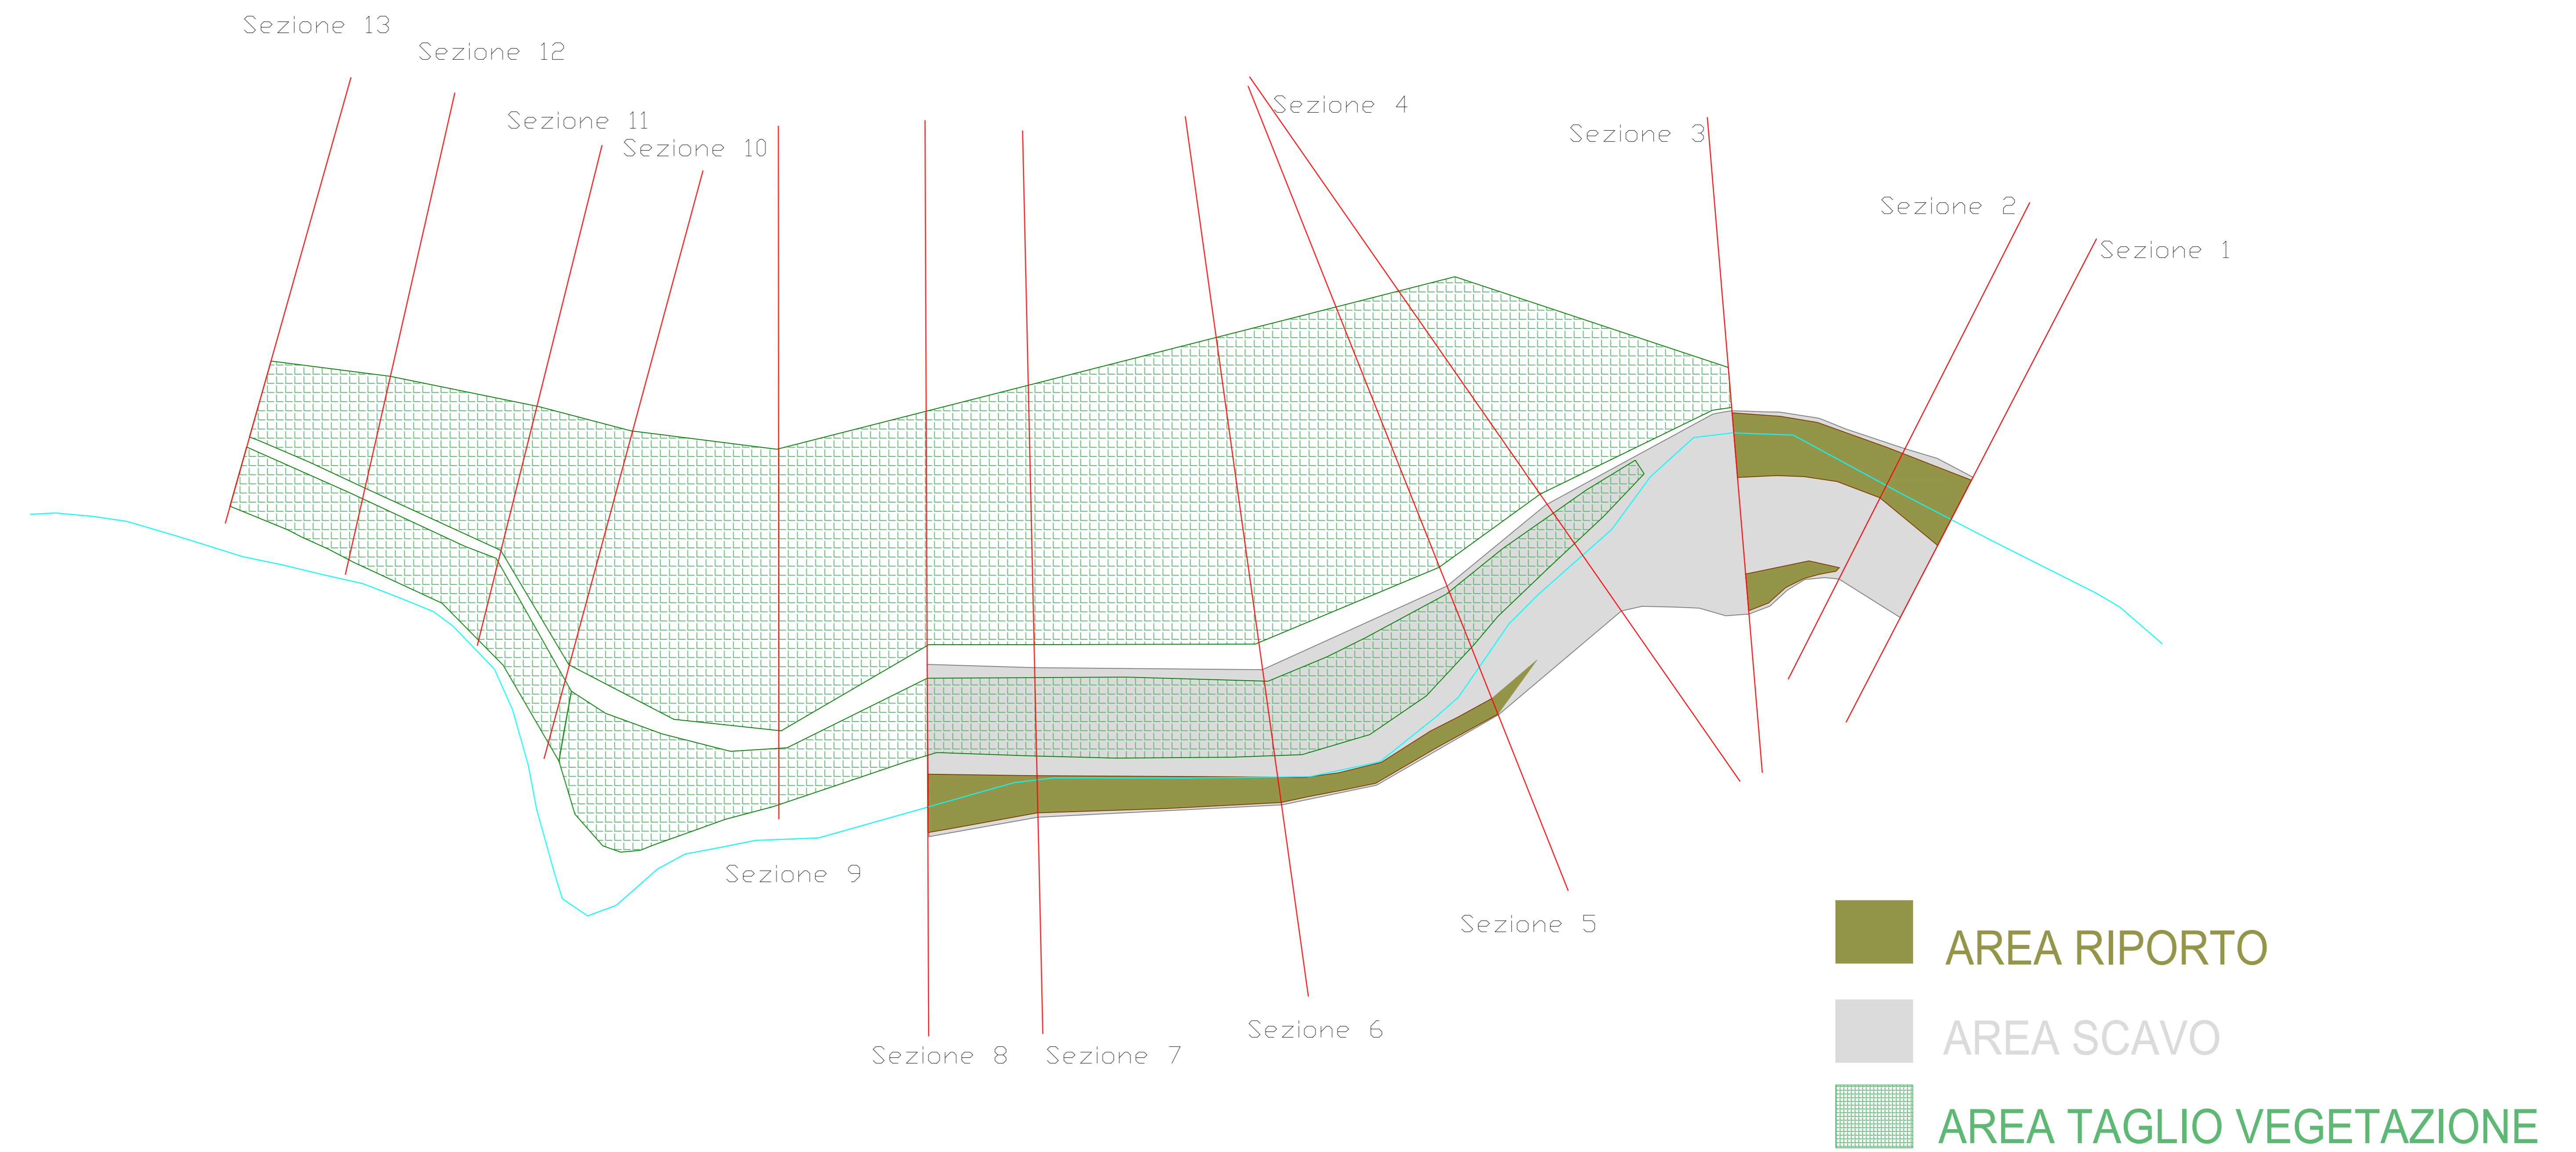 Sezione 13
Sezione 12
Sezione 11
Sezione 10
Sezione 4
Sezione 3
Sezione 2
Sezione 1
Sezione 9
Sezione 5
Sezione 6
Sezione 8
Sezione 7
AREA RIPORTO
AREA SCAVO
AREA TAGLIO VEGETAZIONE